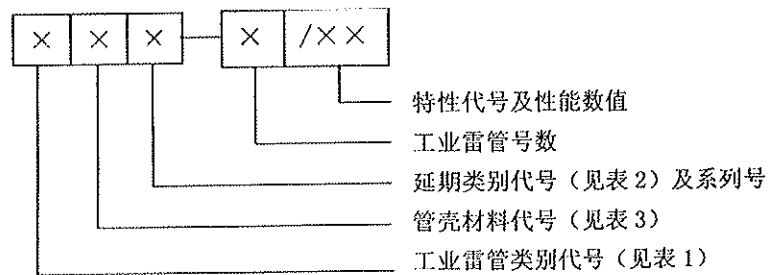 × × × — × /××
特性代号及性能数值
工业雷管号数
延期类别代号（见表2）及系列号
管壳材料代号（见表3）
工业雷管类别代号（见表1）